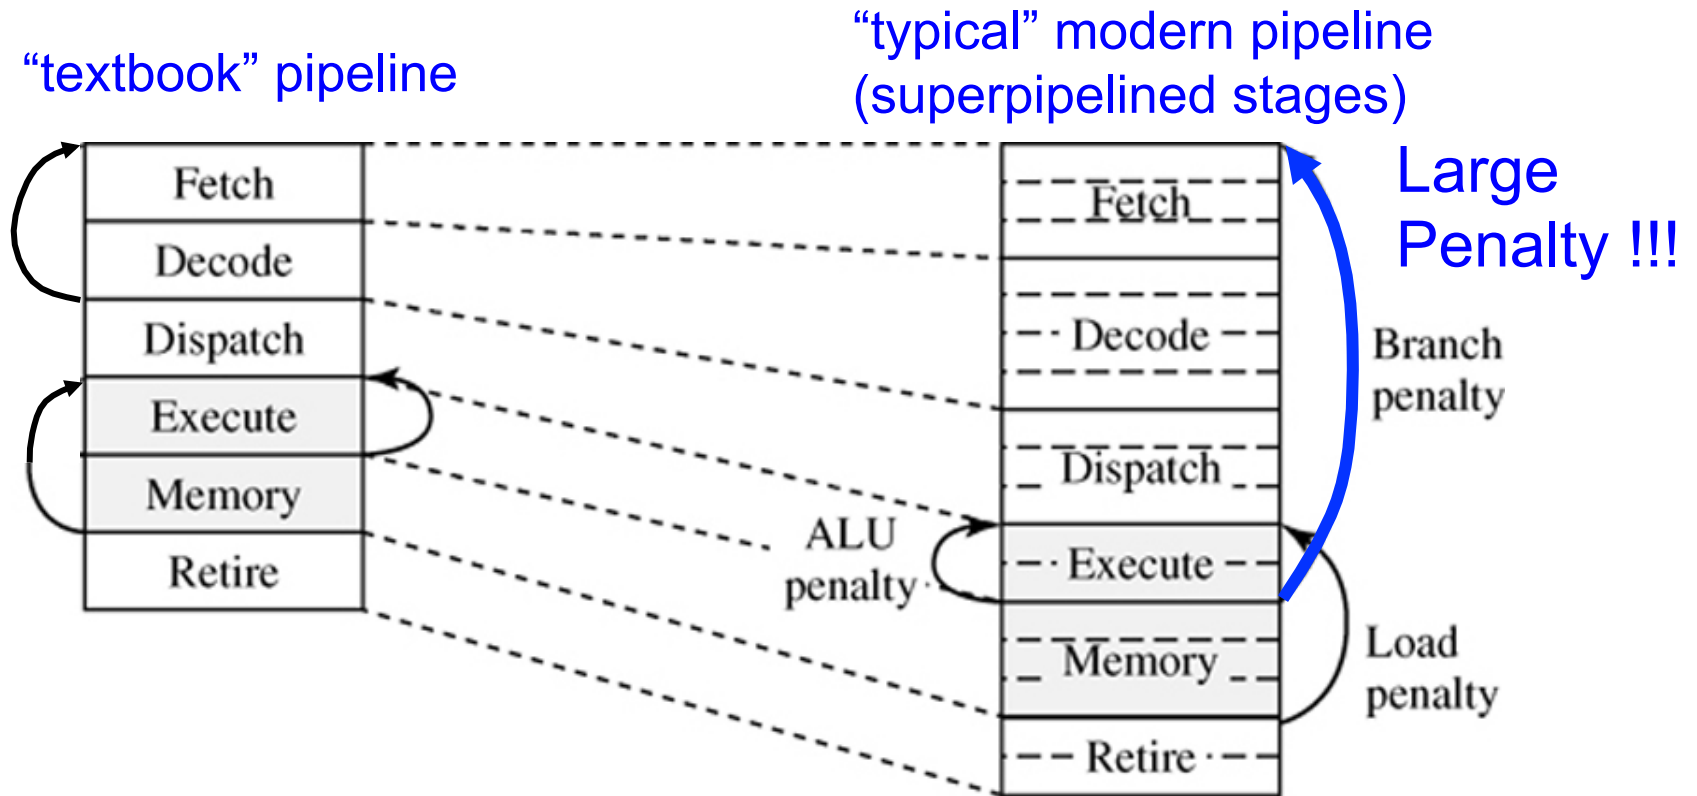 “textbook” pipeline
“typical” modern pipeline
(superpipelined stages)
Fetch
Decode
Dispatch
Execute
Memory
Retire
ALU
penalty
Fetch
Decode
Dispatch
Execute
Memory
Retire
Large
Penalty !!!
Branch
penalty
Load
penalty